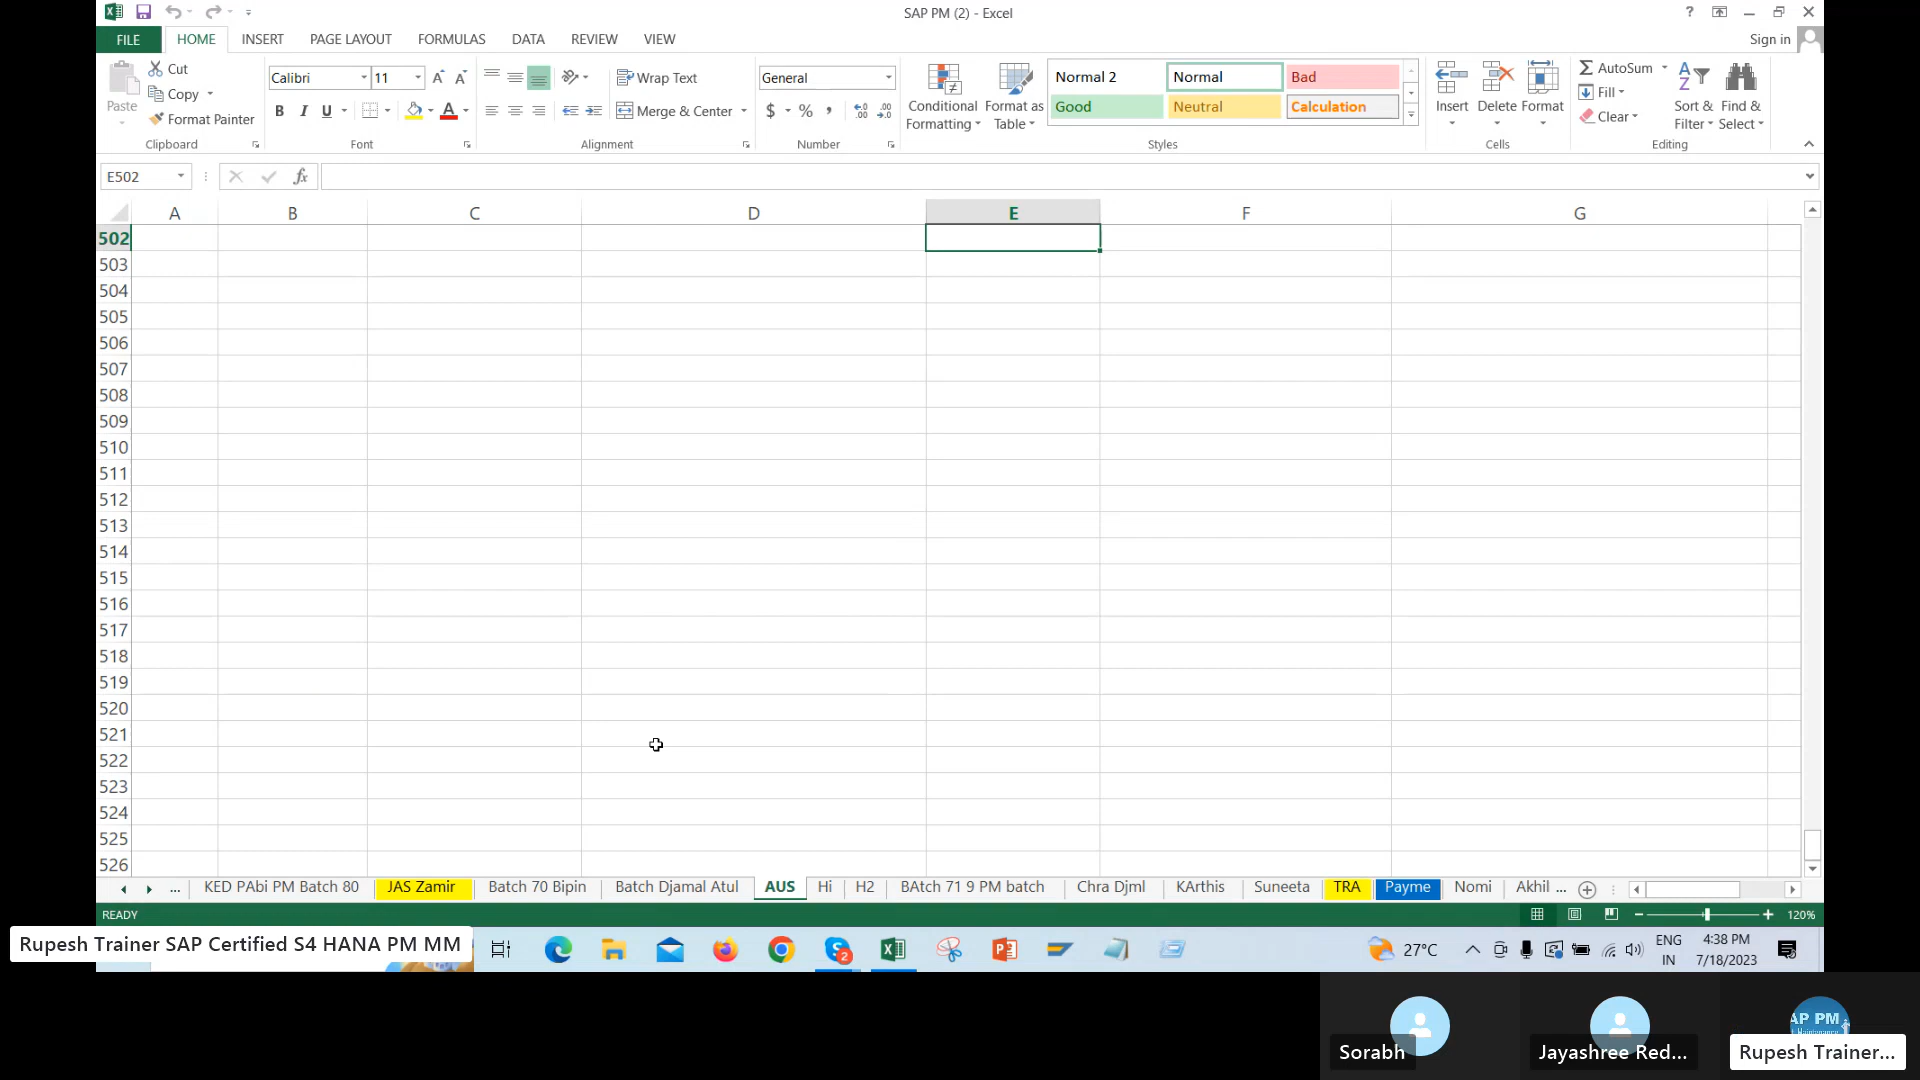 SAP PM (2) - Excel
?
FILE HOME INSERT PAGE LAYOUT FORMULAS DATA REVIEW VIEW Sign in
Paste Cut Copy Format Painter Clipboard
Calibri 11 A A B I U A Font
Wrap Text Merge & Center Alignment
General $ % , Number
Conditional Formatting Format as Table
Normal 2 Normal Bad
Good Neutral Calculation
Styles
Insert Delete Format
Cells
AutoSum Fill Clear Sort & Filter Find & Select
Editing
E502 fx
A B C D E F G
502
503
504
505
506
507
508
509
510
511
512
513
514
515
516
517
518
519
520
521
522
523
524
525
526
... KED PAbi PM Batch 80 JAS Zamir Batch 70 Bipin Batch Djamal Atul AUS Hi H2 BAtch 71 9 PM batch Chra Djml KArthis Suneeta TRA Payme Nomi Akhil ...
READY 120%
Rupesh Trainer SAP Certified S4 HANA PM MM
2
27°C
ENG
IN
4:38 PM
7/18/2023
AP PM
Sorabh Jayashree Red... Rupesh Trainer...